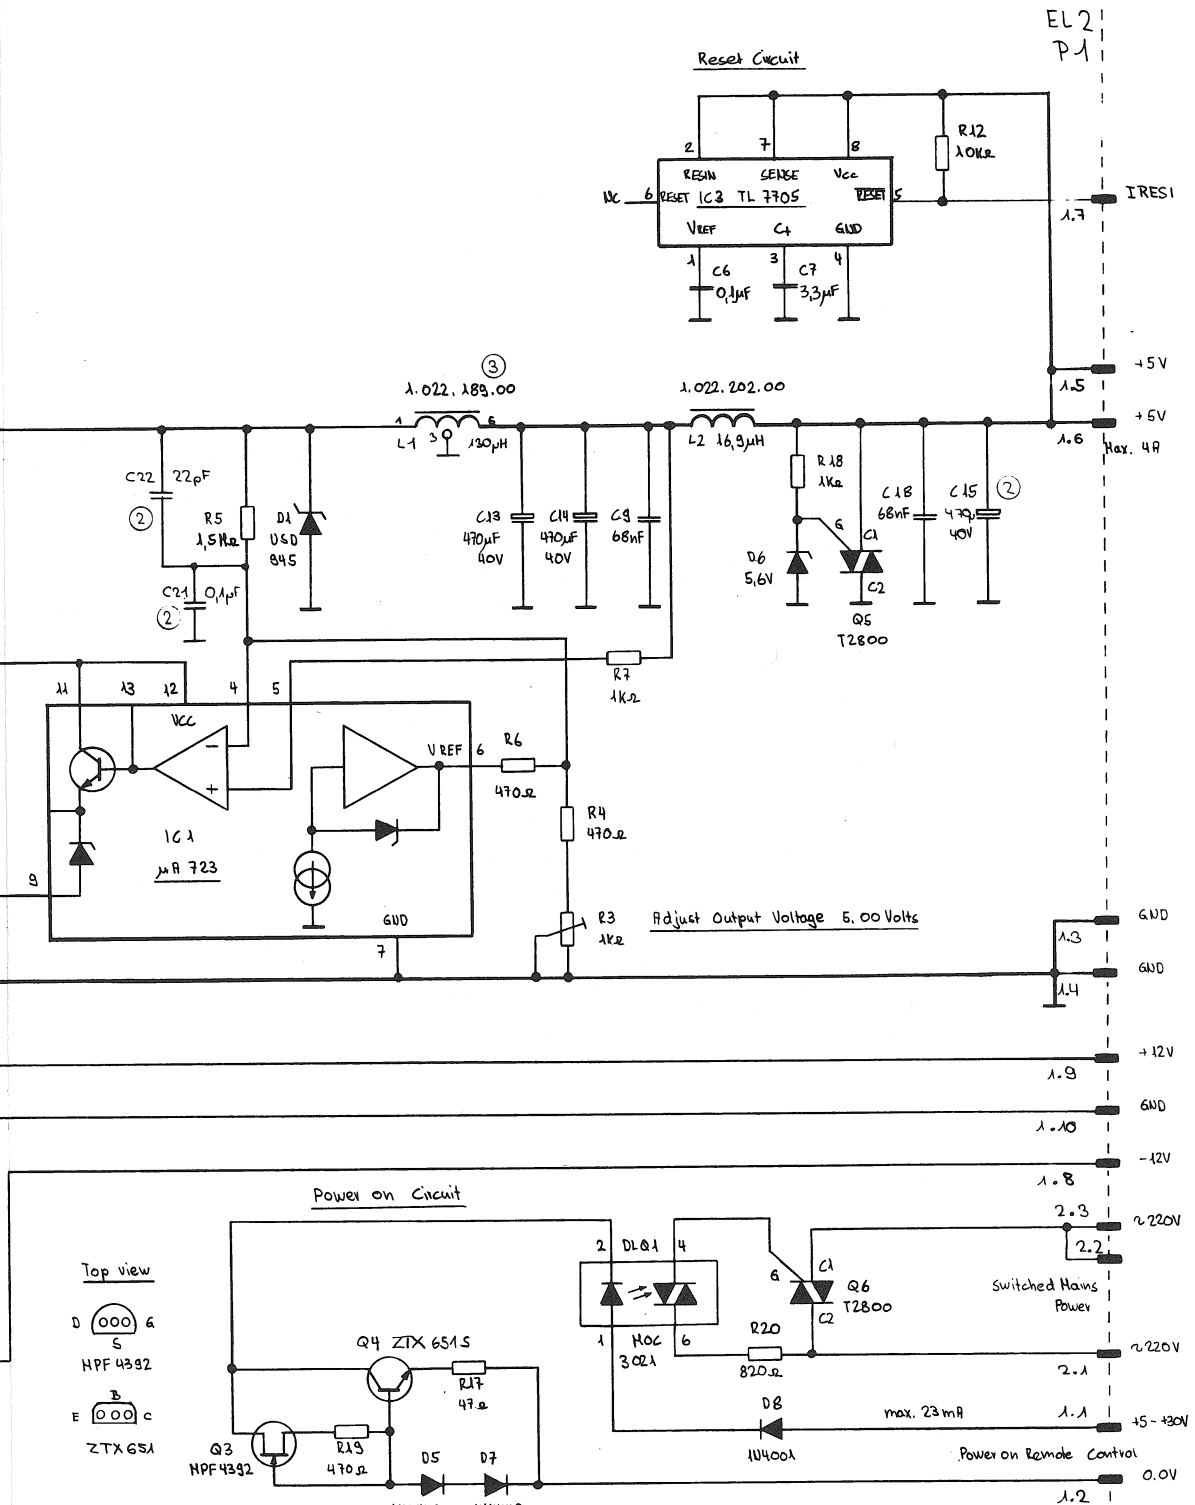 EL 2
P1
Reset Circuit
R12
10KΩ
2 7 8
RESIN SENSE Vcc
NC 6 RESET IC3 TL 7705 RESET 5
IRES1
1.7
VREF Ct GND
1 3 4
C6
0,1µF
C7
3,3µF
+5V
1.5
3
1.022.189.00
1.022.202.00
+5V
1 6
L1 3 130µH
L2 16,9µH
1.6
Max. 4A
C22 22pF
2
R5
1,5KΩ
D1
USD
945
C13
470µF
40V
C14
470µF
40V
C9
68nF
R18
1KΩ
C18
68nF
C15 2
470µ
40V
G
C1
D6
5,6V
C2
Q5
T2800
C21 0,1µF
2
R7
1KΩ
11 13 12 4 5
VCC
− +
VREF 6
R6
470Ω
R4
470Ω
IC1
µA 723
9
GND
7
R3
1KΩ
Adjust Output Voltage 5.00 Volts
GND
1.3
GND
1.4
+12V
1.9
GND
1.10
-12V
1.8
Power on Circuit
2.3
~220V
2.2
Top view
2 DLQ1 4
G
C1
Q6
T2800
C2
Switched Mains
Power
D G
S
MPF 4392
1 MOC 6
3021
R20
820Ω
~220V
2.1
Q4 ZTX 651S
R17
47Ω
B
E C
ZTX 651
D8
1N4001
max. 23mA
1.1
+5-+30V
Q3
MPF 4392
R19
470Ω
D5 D7
Power on Remote Control
0.0V
1.2